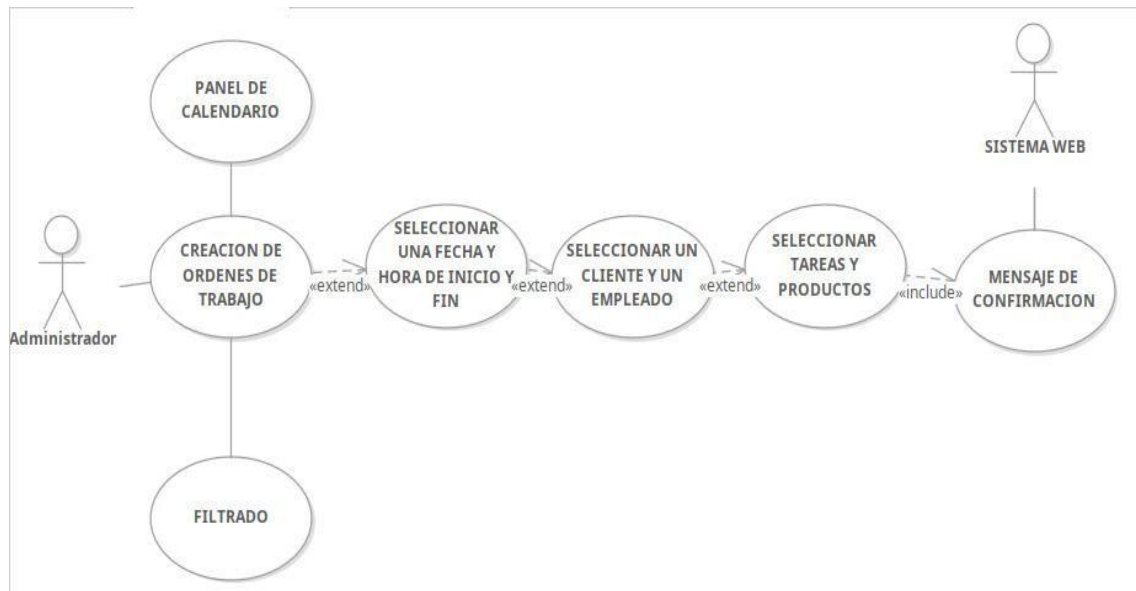 PANEL DE
CALENDARIO
SISTEMA WEB
Administrador
CREACION DE
ORDENES DE
TRABAJO
«extend»
SELECCIONAR
UNA FECHA Y
HORA DE INICIO Y
FIN
«extend»
SELECCIONAR UN
CLIENTE Y UN
EMPLEADO
«extend»
SELECCIONAR
TAREAS Y
PRODUCTOS
«include»
MENSAJE DE
CONFIRMACION
FILTRADO